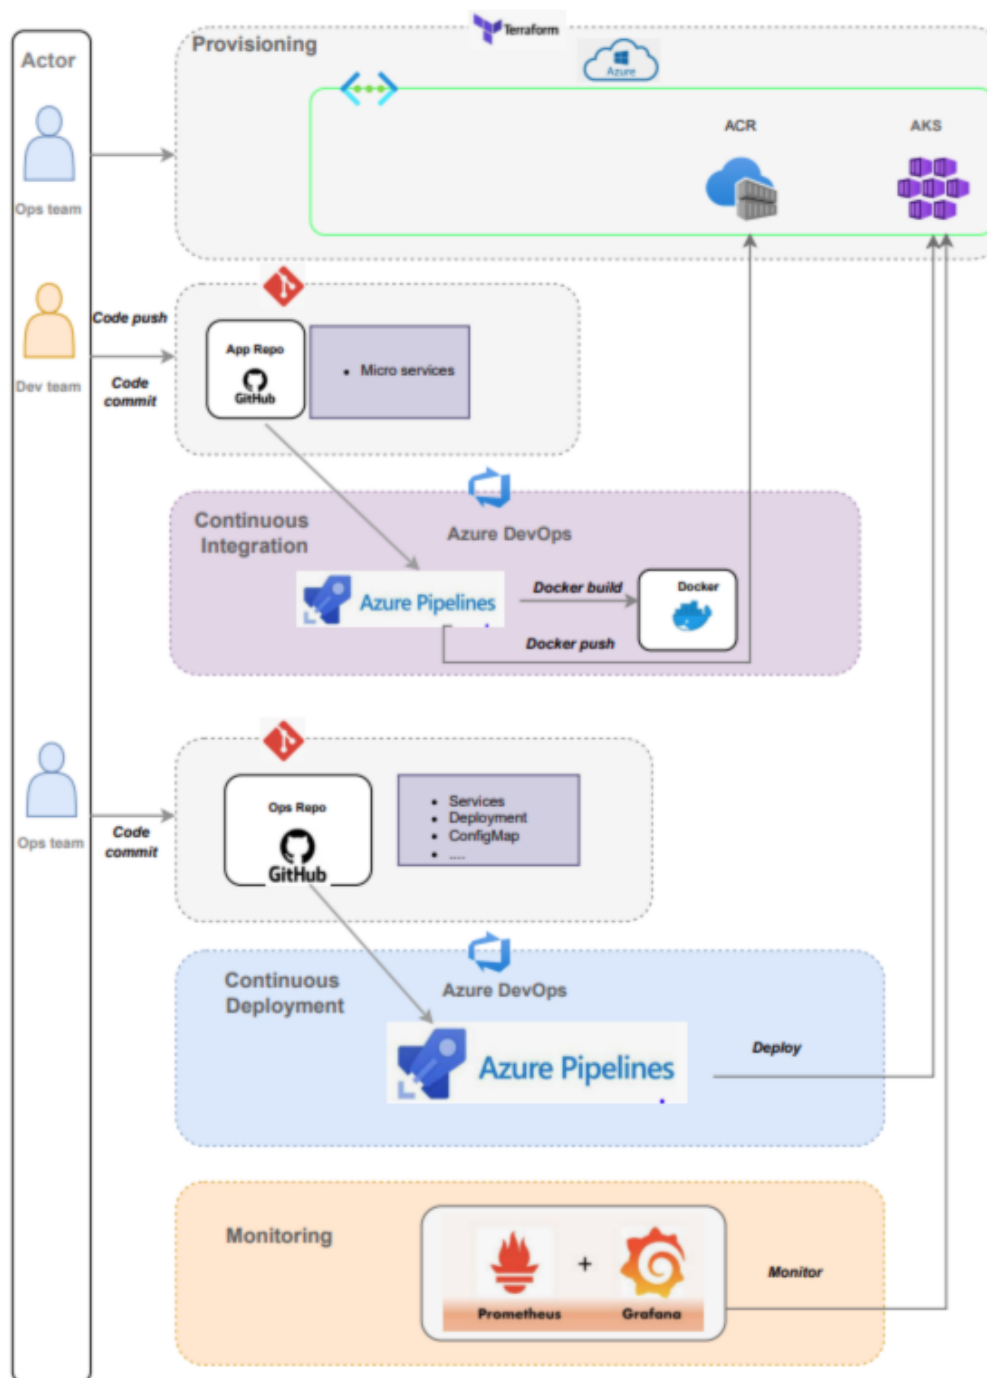 Terraform
Provisioning
Azure
Actor
ACR
AKS
Ops team
Code push
App Repo
GitHub
• Micro services
Dev team
Code
commit
Azure DevOps
Continuous
Integration
Azure Pipelines
Docker build
Docker
Docker push
Ops Repo
GitHub
• Services
• Deployment
• ConfigMap
• ....
Ops team
Code
commit
Azure DevOps
Continuous
Deployment
Azure Pipelines
Deploy
Monitoring
+
Prometheus
Grafana
Monitor